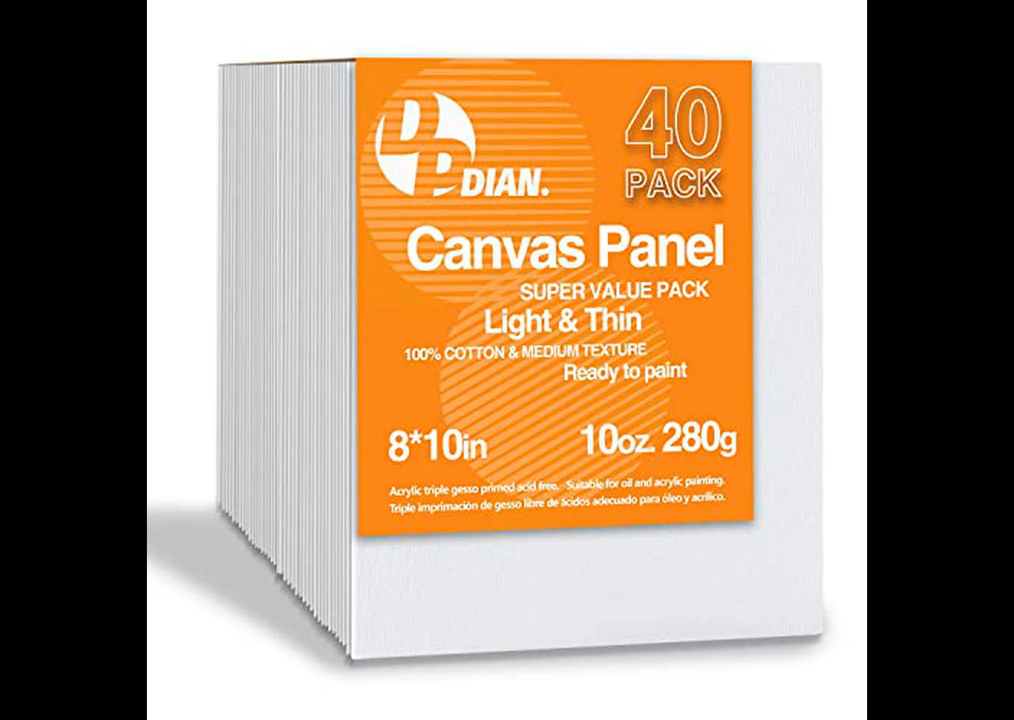 DP
DIAN.
40
PACK
Canvas Panel
SUPER VALUE PACK
Light & Thin
100% COTTON & MEDIUM TEXTURE
Ready to paint
8*10in
10oz. 280g
Acrylic triple gesso primed acid free. Suitable for oil and acrylic painting.
Triple imprimación de gesso libre de ácidos adecuado para óleo y acrílico.